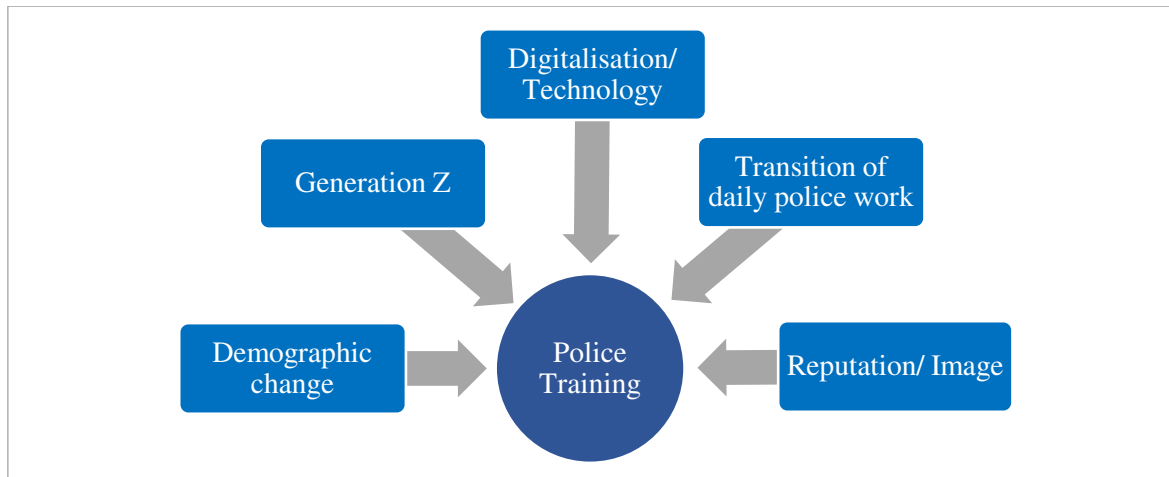 Digitalisation/
Technology
Generation Z
Transition of
daily police work
Demographic
change
Police
Training
Reputation/ Image